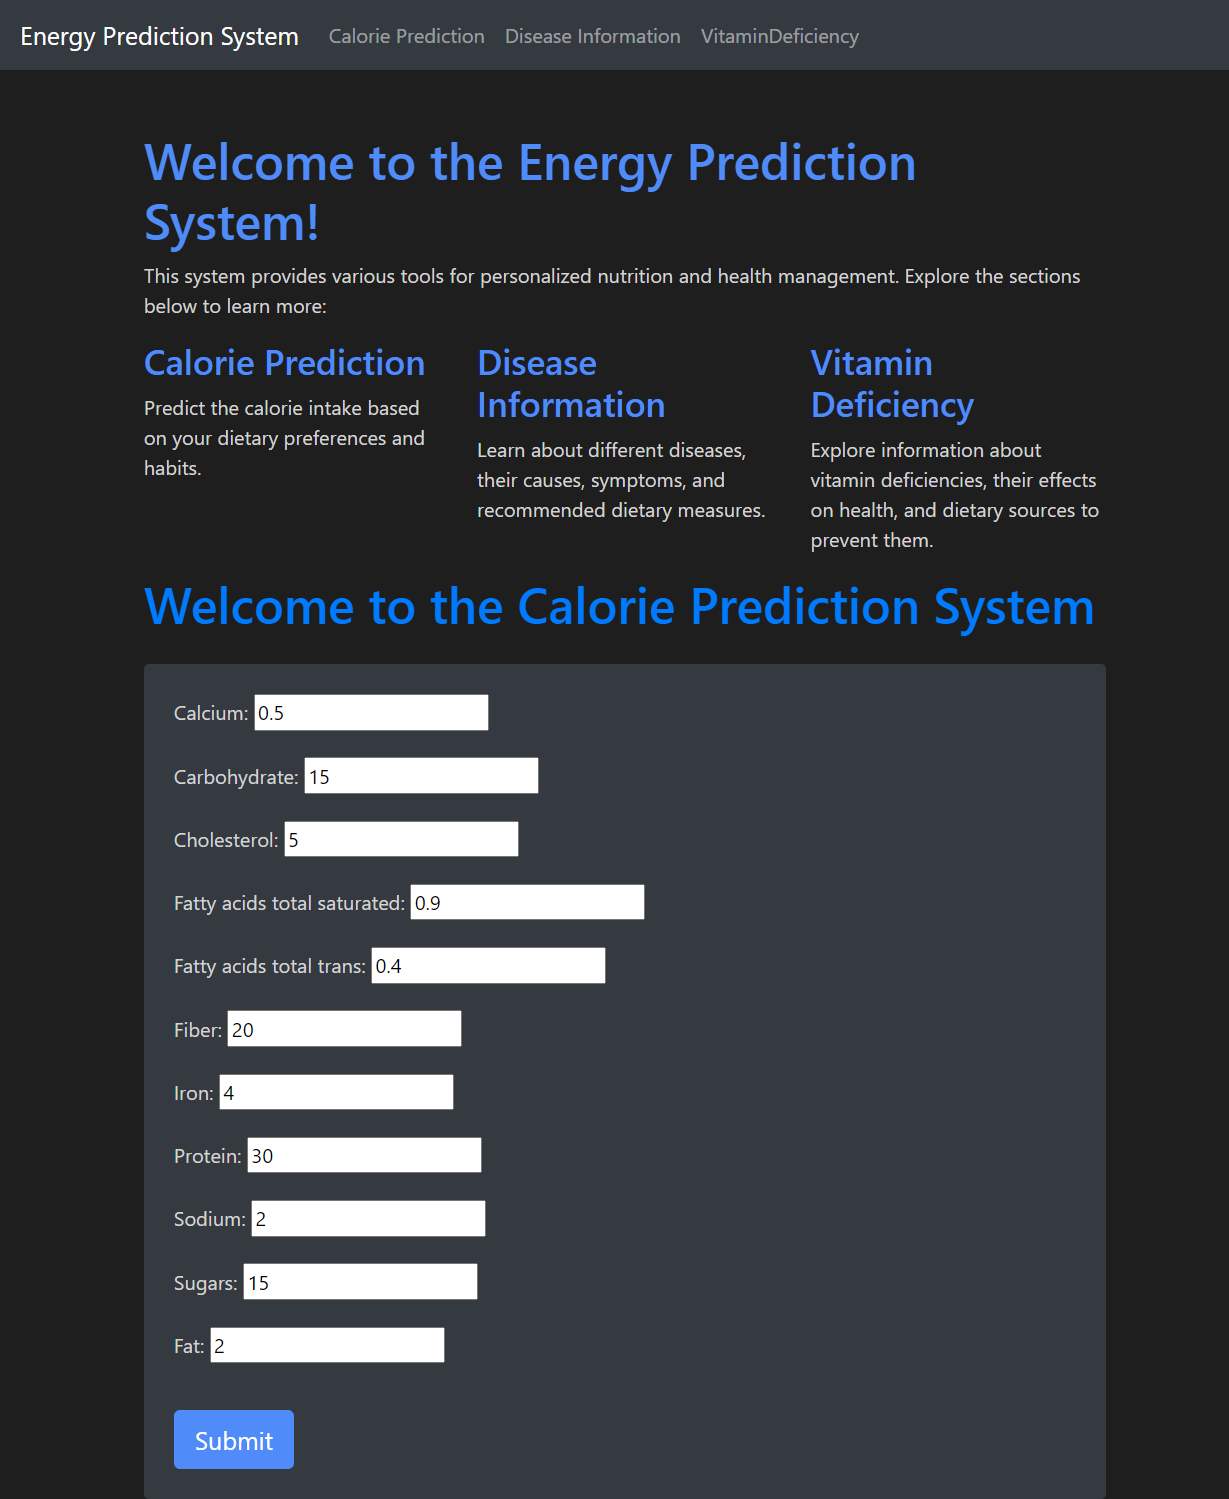 Energy Prediction System Calorie Prediction Disease Information VitaminDeficiency
Welcome to the Energy Prediction
System!
This system provides various tools for personalized nutrition and health management. Explore the sections
below to learn more:
Calorie Prediction
Predict the calorie intake based
on your dietary preferences and
habits.
Disease
Information
Learn about different diseases,
their causes, symptoms, and
recommended dietary measures.
Vitamin
Deficiency
Explore information about
vitamin deficiencies, their effects
on health, and dietary sources to
prevent them.
Welcome to the Calorie Prediction System
Calcium: 0.5
Carbohydrate: 15
Cholesterol: 5
Fatty acids total saturated: 0.9
Fatty acids total trans: 0.4
Fiber: 20
Iron: 4
Protein: 30
Sodium: 2
Sugars: 15
Fat: 2
Submit